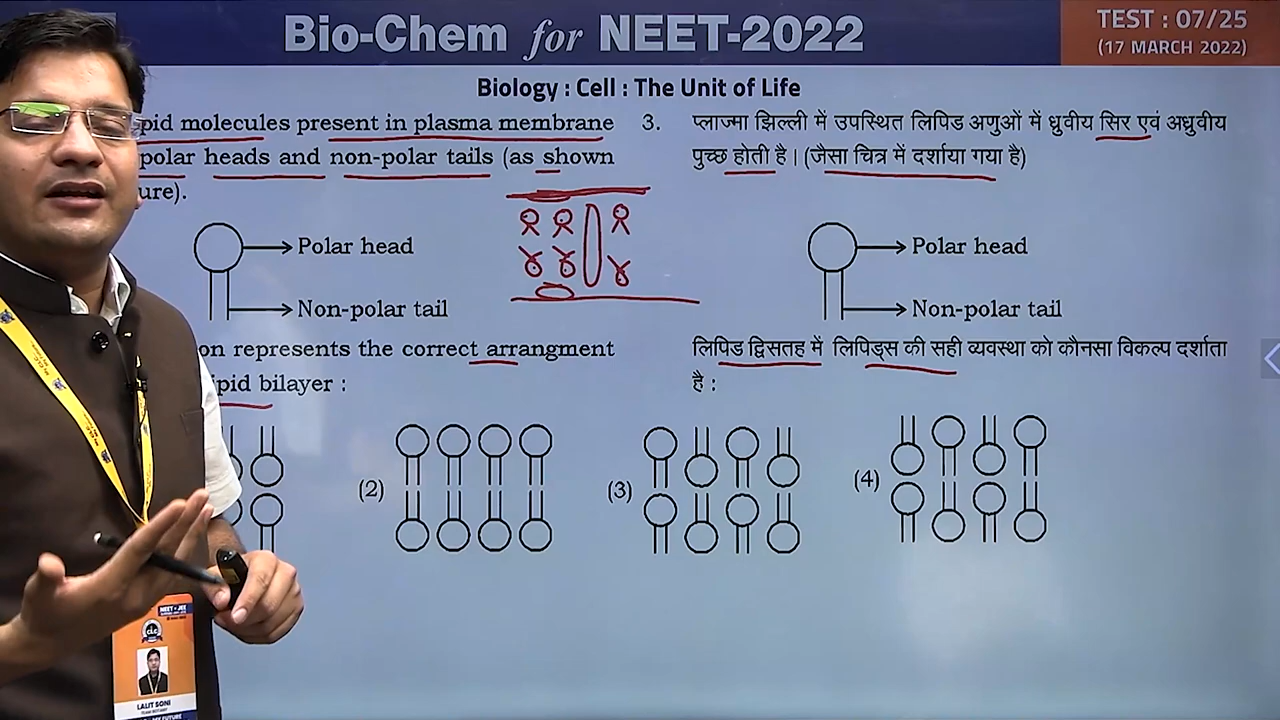 Bio-Chem for NEET-2022
TEST : 07/25
(17 MARCH 2022)
Biology : Cell : The Unit of Life
pid molecules present in plasma membrane
polar heads and non-polar tails (as shown
ure).
Polar head
Non-polar tail
on represents the correct arrangment
ipid bilayer :
(2)
3. प्लाज्मा झिल्ली में उपस्थित लिपिड अणुओं में ध्रुवीय सिर एवं अध्रुवीय
पुच्छ होती है। (जैसा चित्र में दर्शाया गया है)
Polar head
Non-polar tail
लिपिड द्विसतह में लिपिड्स की सही व्यवस्था को कौनसा विकल्प दर्शाता
है :
(3)
(4)
NEET • JEE
CLC
LALIT SONI